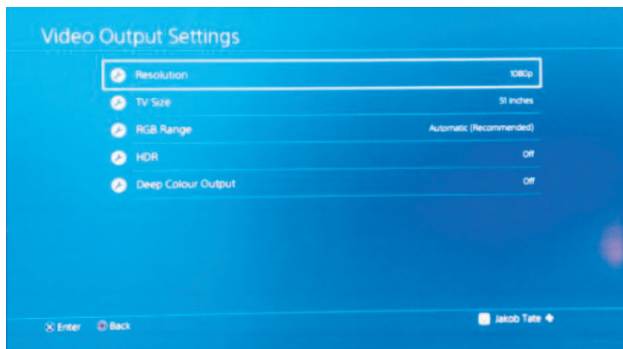 Video Output Settings
Resolution 1080p
TV Size 51 inches
RGB Range Automatic (Recommended)
HDR Off
Deep Colour Output Off
Enter Back Jakob Tate